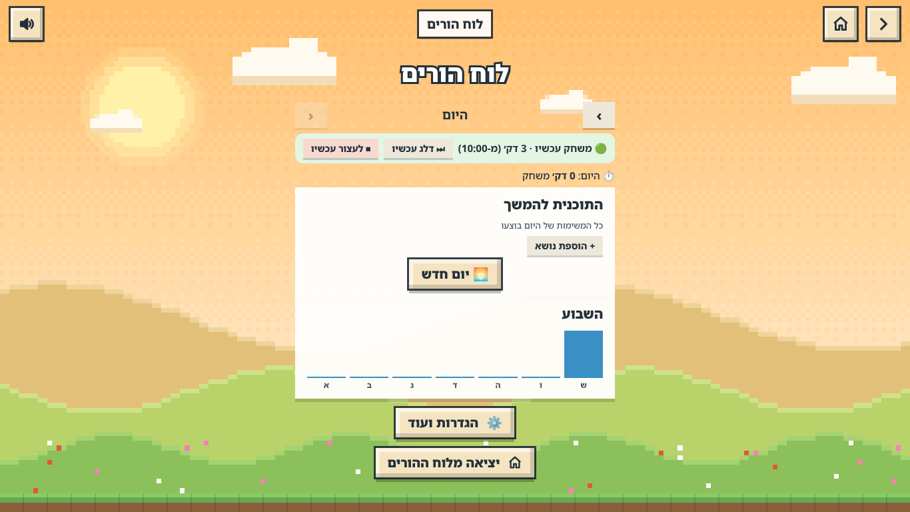 לוח הורים
לוח הורים
היום
משחק עכשיו · 3 דק׳ (מ-10:00) דלג עכשיו לעצור עכשיו
היום: 0 דק׳ משחק
התוכנית להמשך
כל המשימות של היום בוצעו
+ הוספת נושא
יום חדש
השבוע
ש ו ה ד ג ב א
הגדרות ועוד
יציאה מלוח ההורים